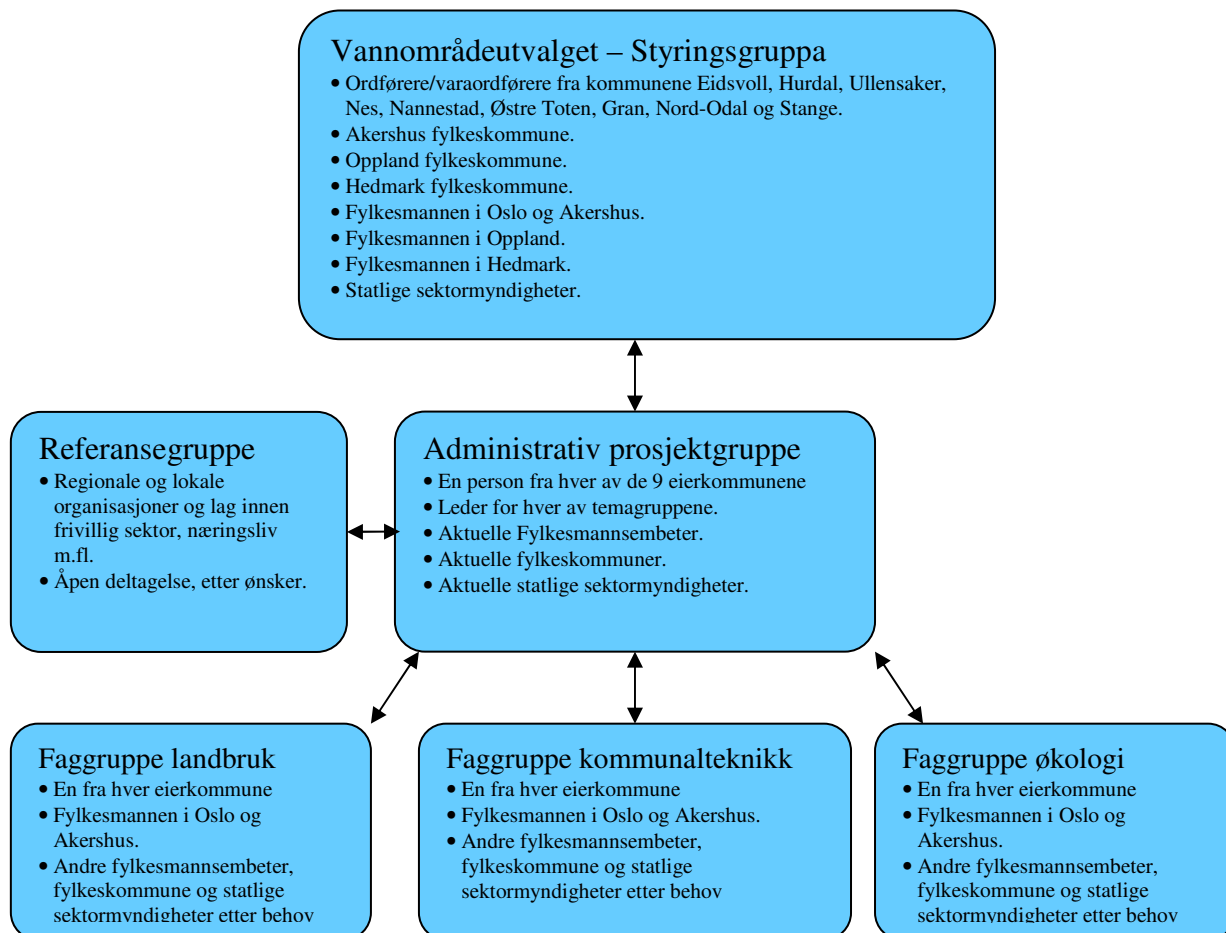 Vannområdeutvalget – Styringsgruppa
• Ordførere/varaordførere fra kommunene Eidsvoll, Hurdal, Ullensaker,
Nes, Nannestad, Østre Toten, Gran, Nord-Odal og Stange.
• Akershus fylkeskommune.
• Oppland fylkeskommune.
• Hedmark fylkeskommune.
• Fylkesmannen i Oslo og Akershus.
• Fylkesmannen i Oppland.
• Fylkesmannen i Hedmark.
• Statlige sektormyndigheter.
Referansegruppe
• Regionale og lokale
organisasjoner og lag innen
frivillig sektor, næringsliv
m.fl.
• Åpen deltagelse, etter ønsker.
Administrativ prosjektgruppe
• En person fra hver av de 9 eierkommunene
• Leder for hver av temagruppene.
• Aktuelle Fylkesmannsembeter.
• Aktuelle fylkeskommuner.
• Aktuelle statlige sektormyndigheter.
Faggruppe landbruk
• En fra hver eierkommune
• Fylkesmannen i Oslo og
Akershus.
• Andre fylkesmannsembeter,
fylkeskommune og statlige
sektormyndigheter etter behov
Faggruppe kommunalteknikk
• En fra hver eierkommune
• Fylkesmannen i Oslo og Akershus.
• Andre fylkesmannsembeter,
fylkeskommune og statlige
sektormyndigheter etter behov
Faggruppe økologi
• En fra hver eierkommune
• Fylkesmannen i Oslo og
Akershus.
• Andre fylkesmannsembeter,
fylkeskommune og statlige
sektormyndigheter etter behov